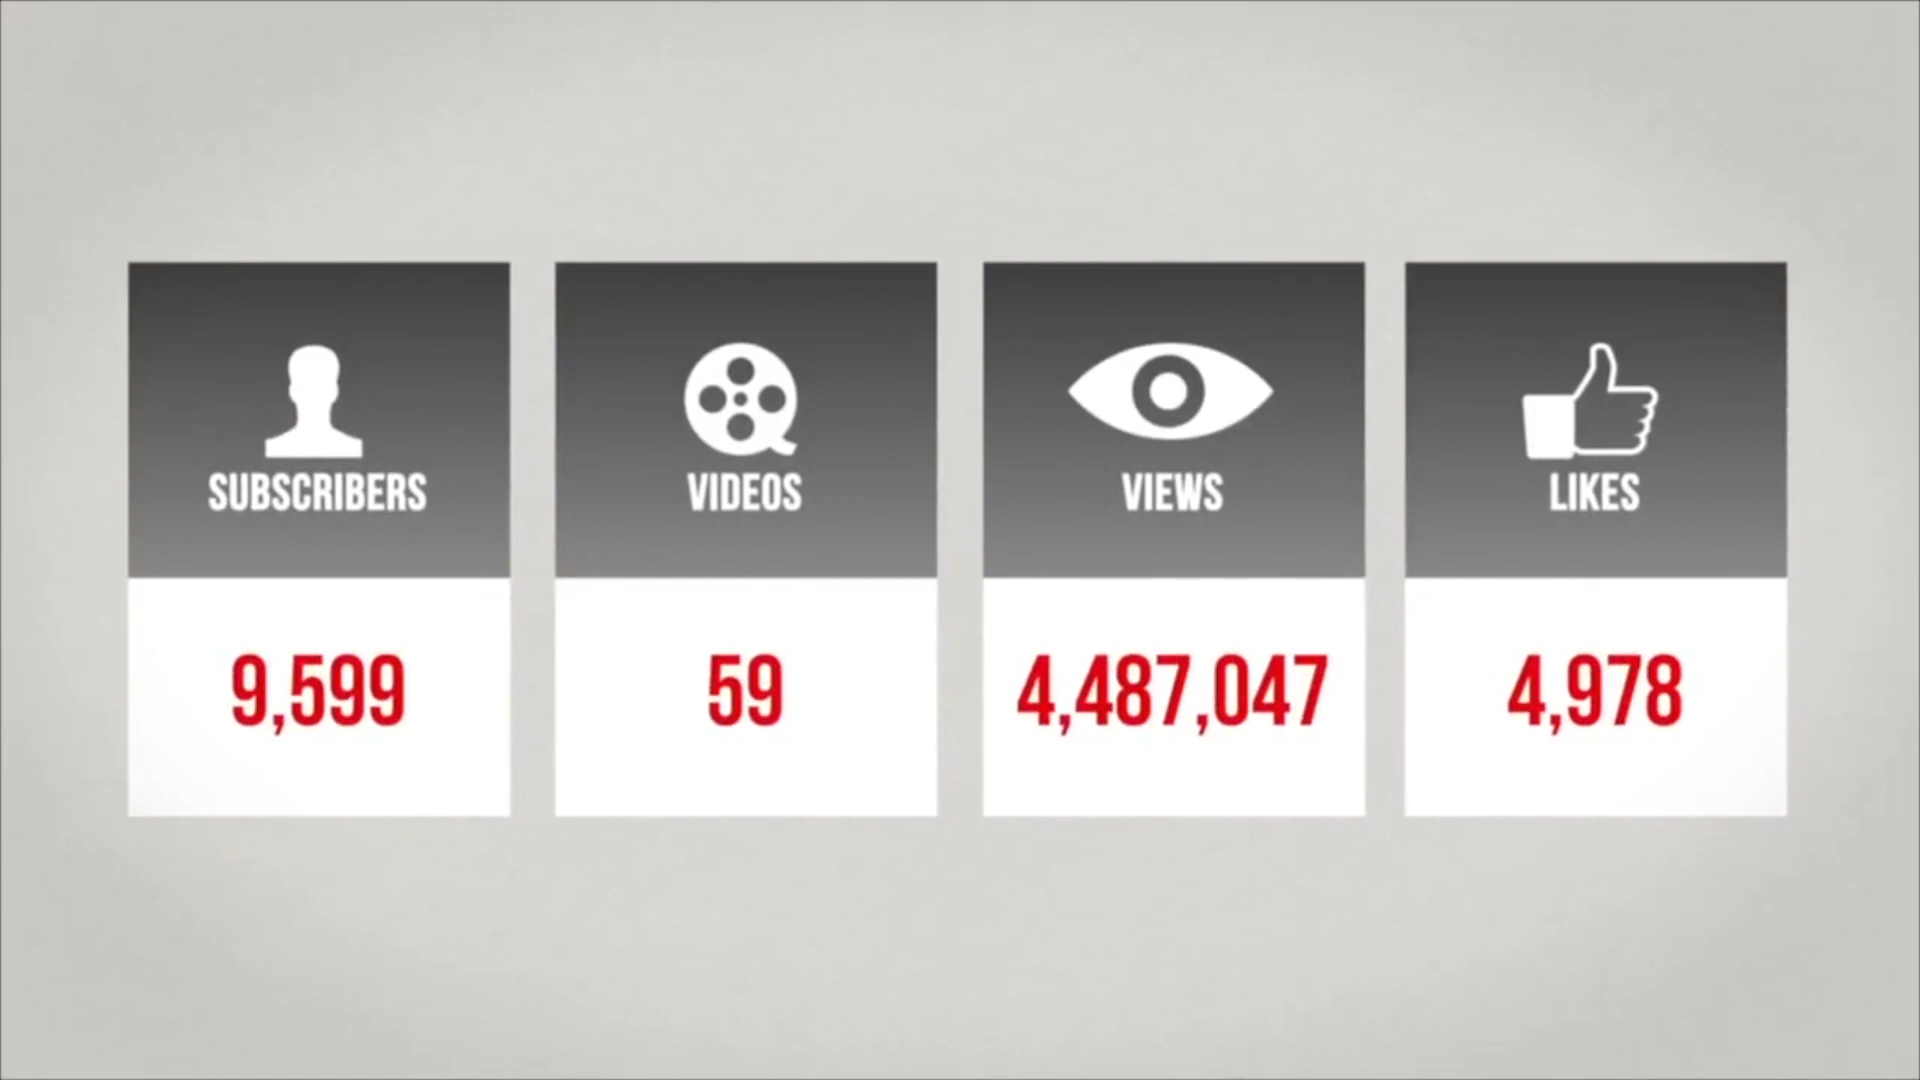 SUBSCRIBERS
VIDEOS
VIEWS
LIKES
9,599
59
4,487,047
4,978